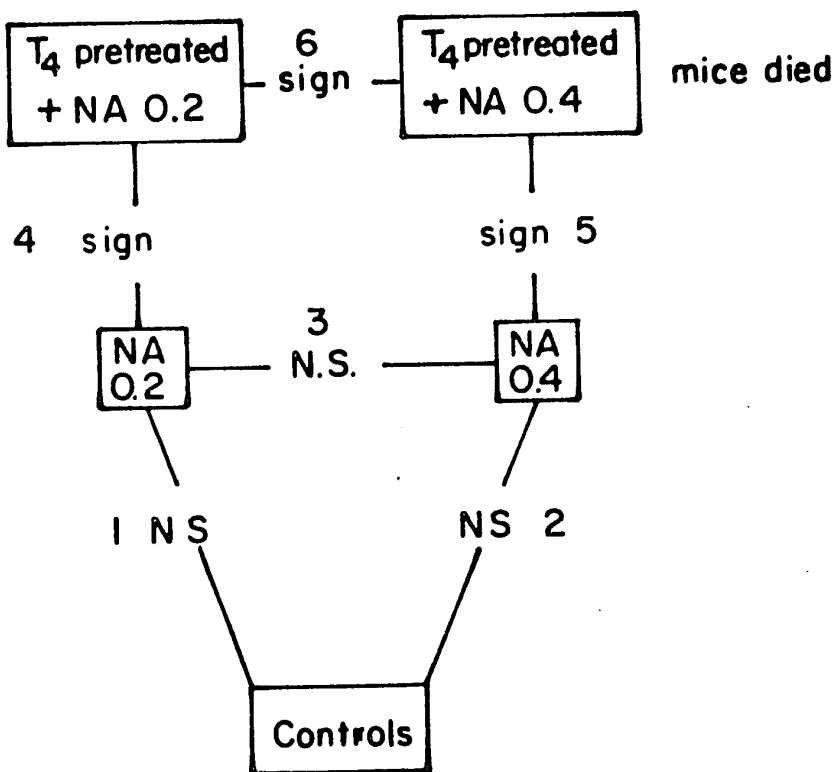 T4 pretreated
+ NA 0.2
6
sign
T4 pretreated
+ NA 0.4
mice died
4 sign
sign 5
NA
0.2
3
N.S.
NA
0.4
1 NS
NS 2
Controls